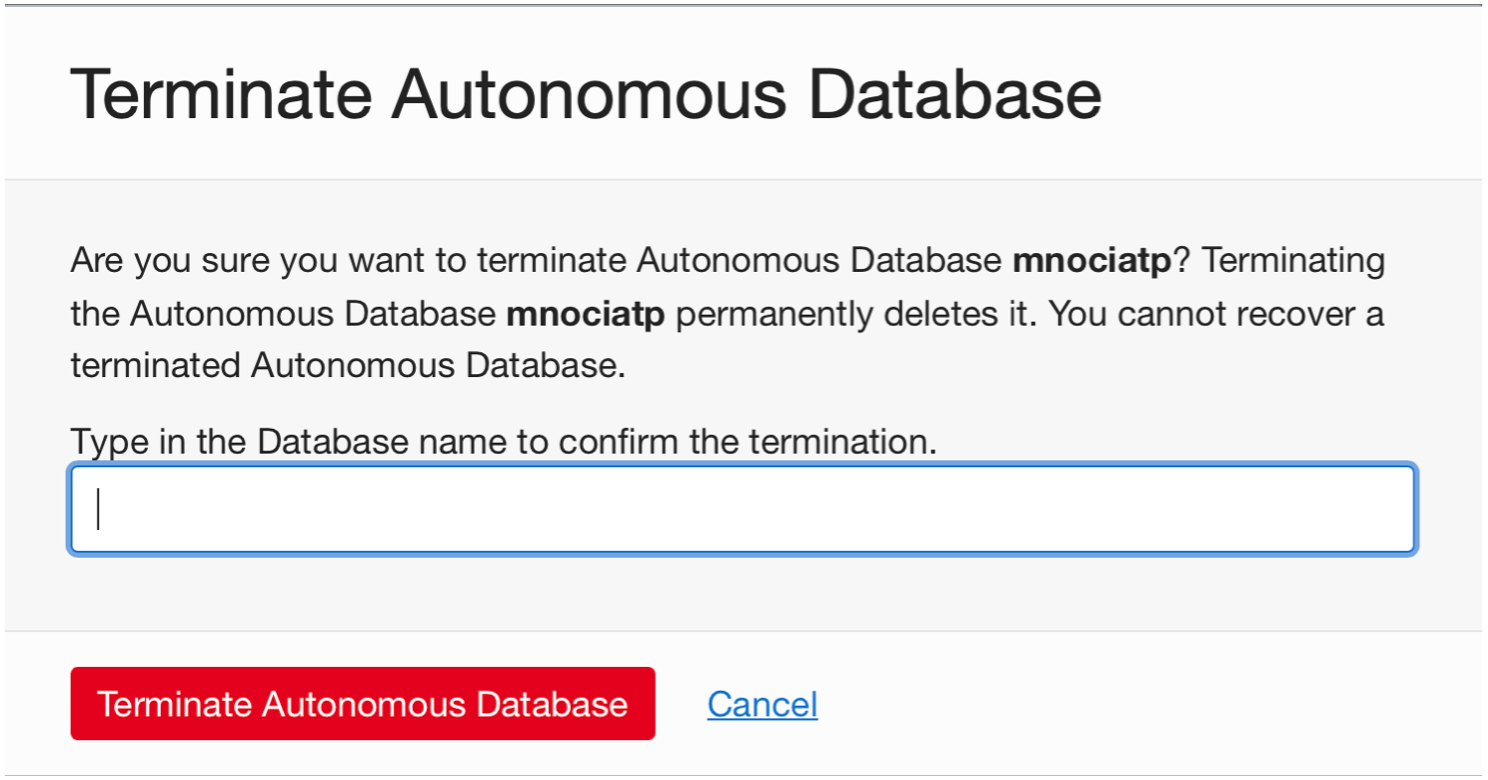 Terminate Autonomous Database
Are you sure you want to terminate Autonomous Database mnociatp? Terminating
the Autonomous Database mnociatp permanently deletes it. You cannot recover a
terminated Autonomous Database.
Type in the Database name to confirm the termination.
Terminate Autonomous Database
Cancel